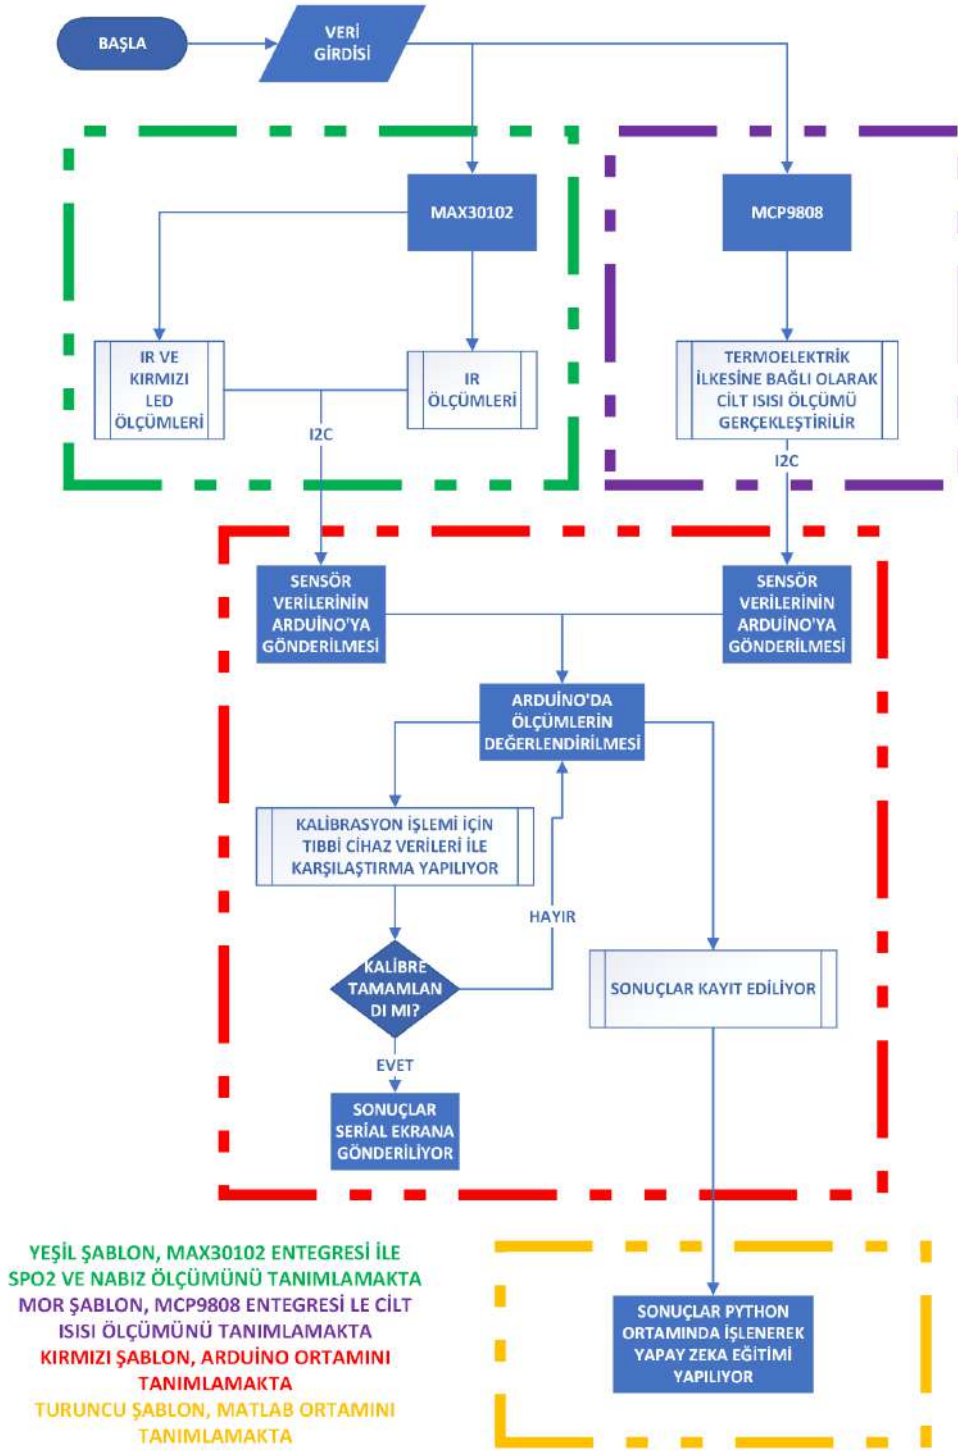 BAŞLA
VERİ
GİRDİSİ
MAX30102
MCP9808
IR VE
KIRMIZI
LED
ÖLÇÜMLERİ
IR
ÖLÇÜMLERİ
TERMOELEKTRİK
İLKESİNE BAĞLI OLARAK
CİLT ISISI ÖLÇÜMÜ
GERÇEKLEŞTİRİLİR
I2C
I2C
SENSÖR
VERİLERİNİN
ARDUİNO'YA
GÖNDERİLMESİ
SENSÖR
VERİLERİNİN
ARDUİNO'YA
GÖNDERİLMESİ
ARDUİNO'DA
ÖLÇÜMLERİN
DEĞERLENDİRİLMESİ
KALİBRASYON İŞLEMİ İÇİN
TIBBİ CİHAZ VERİLERİ İLE
KARŞILAŞTIRMA YAPILIYOR
HAYIR
KALİBRE
TAMAMLAN
DI MI?
SONUÇLAR KAYIT EDİLİYOR
EVET
SONUÇLAR
SERIAL EKRANA
GÖNDERİLİYOR
YEŞİL ŞABLON, MAX30102 ENTEGRESİ İLE
SPO2 VE NABIZ ÖLÇÜMÜNÜ TANIMLAMAKTA
MOR ŞABLON, MCP9808 ENTEGRESİ LE CİLT
ISISI ÖLÇÜMÜNÜ TANIMLAMAKTA
KIRMIZI ŞABLON, ARDUİNO ORTAMINI
TANIMLAMAKTA
TURUNCU ŞABLON, MATLAB ORTAMINI
TANIMLAMAKTA
SONUÇLAR PYTHON
ORTAMINDA İŞLENEREK
YAPAY ZEKA EĞİTİMİ
YAPILIYOR